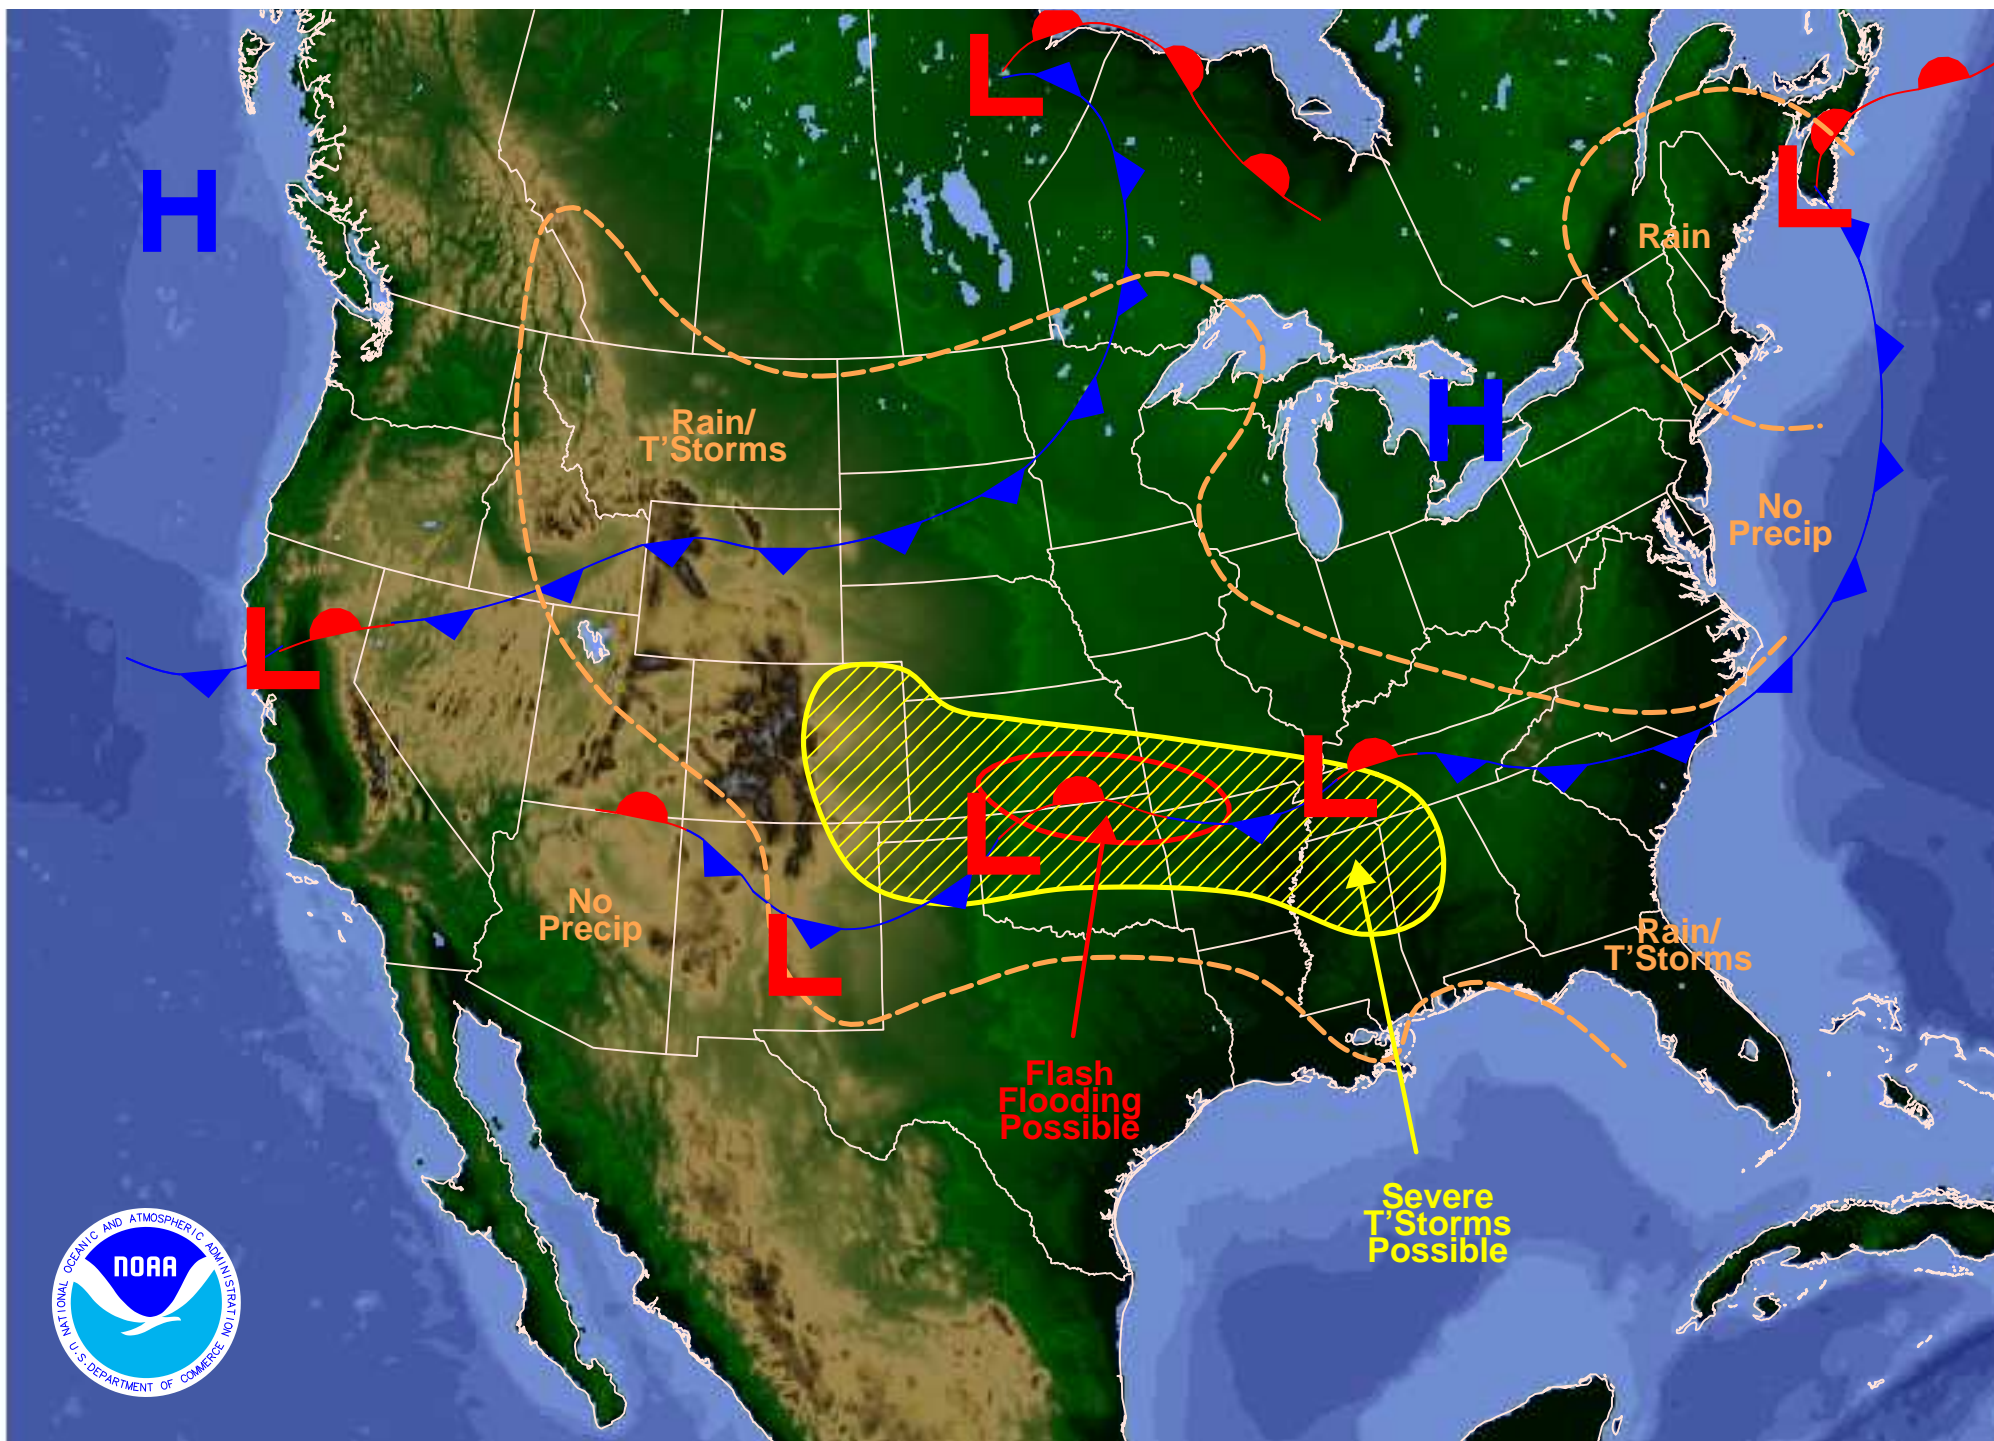 L
L
H
Rain
H
Rain/
T'Storms
No
Precip
L
L
L
No
Precip
L
Rain/
T'Storms
Flash
Flooding
Possible
Severe
T'Storms
Possible
NATIONAL OCEANIC AND ATMOSPHERIC ADMINISTRATION
NOAA
U.S. DEPARTMENT OF COMMERCE